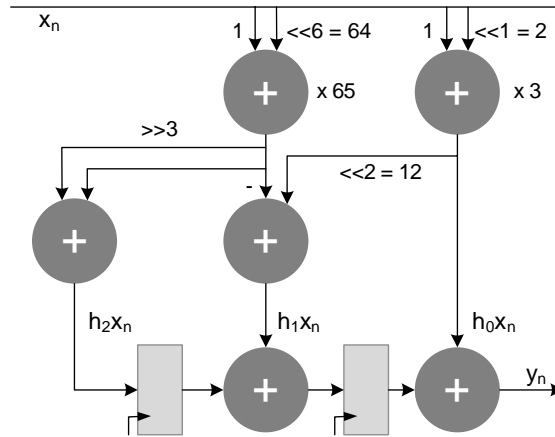 xn
1
<<6 = 64
1
<<1 = 2
+
x 65
+
x 3
>>3
-
<<2 = 12
+
+
h2xn
h1xn
h0xn
+
+
yn